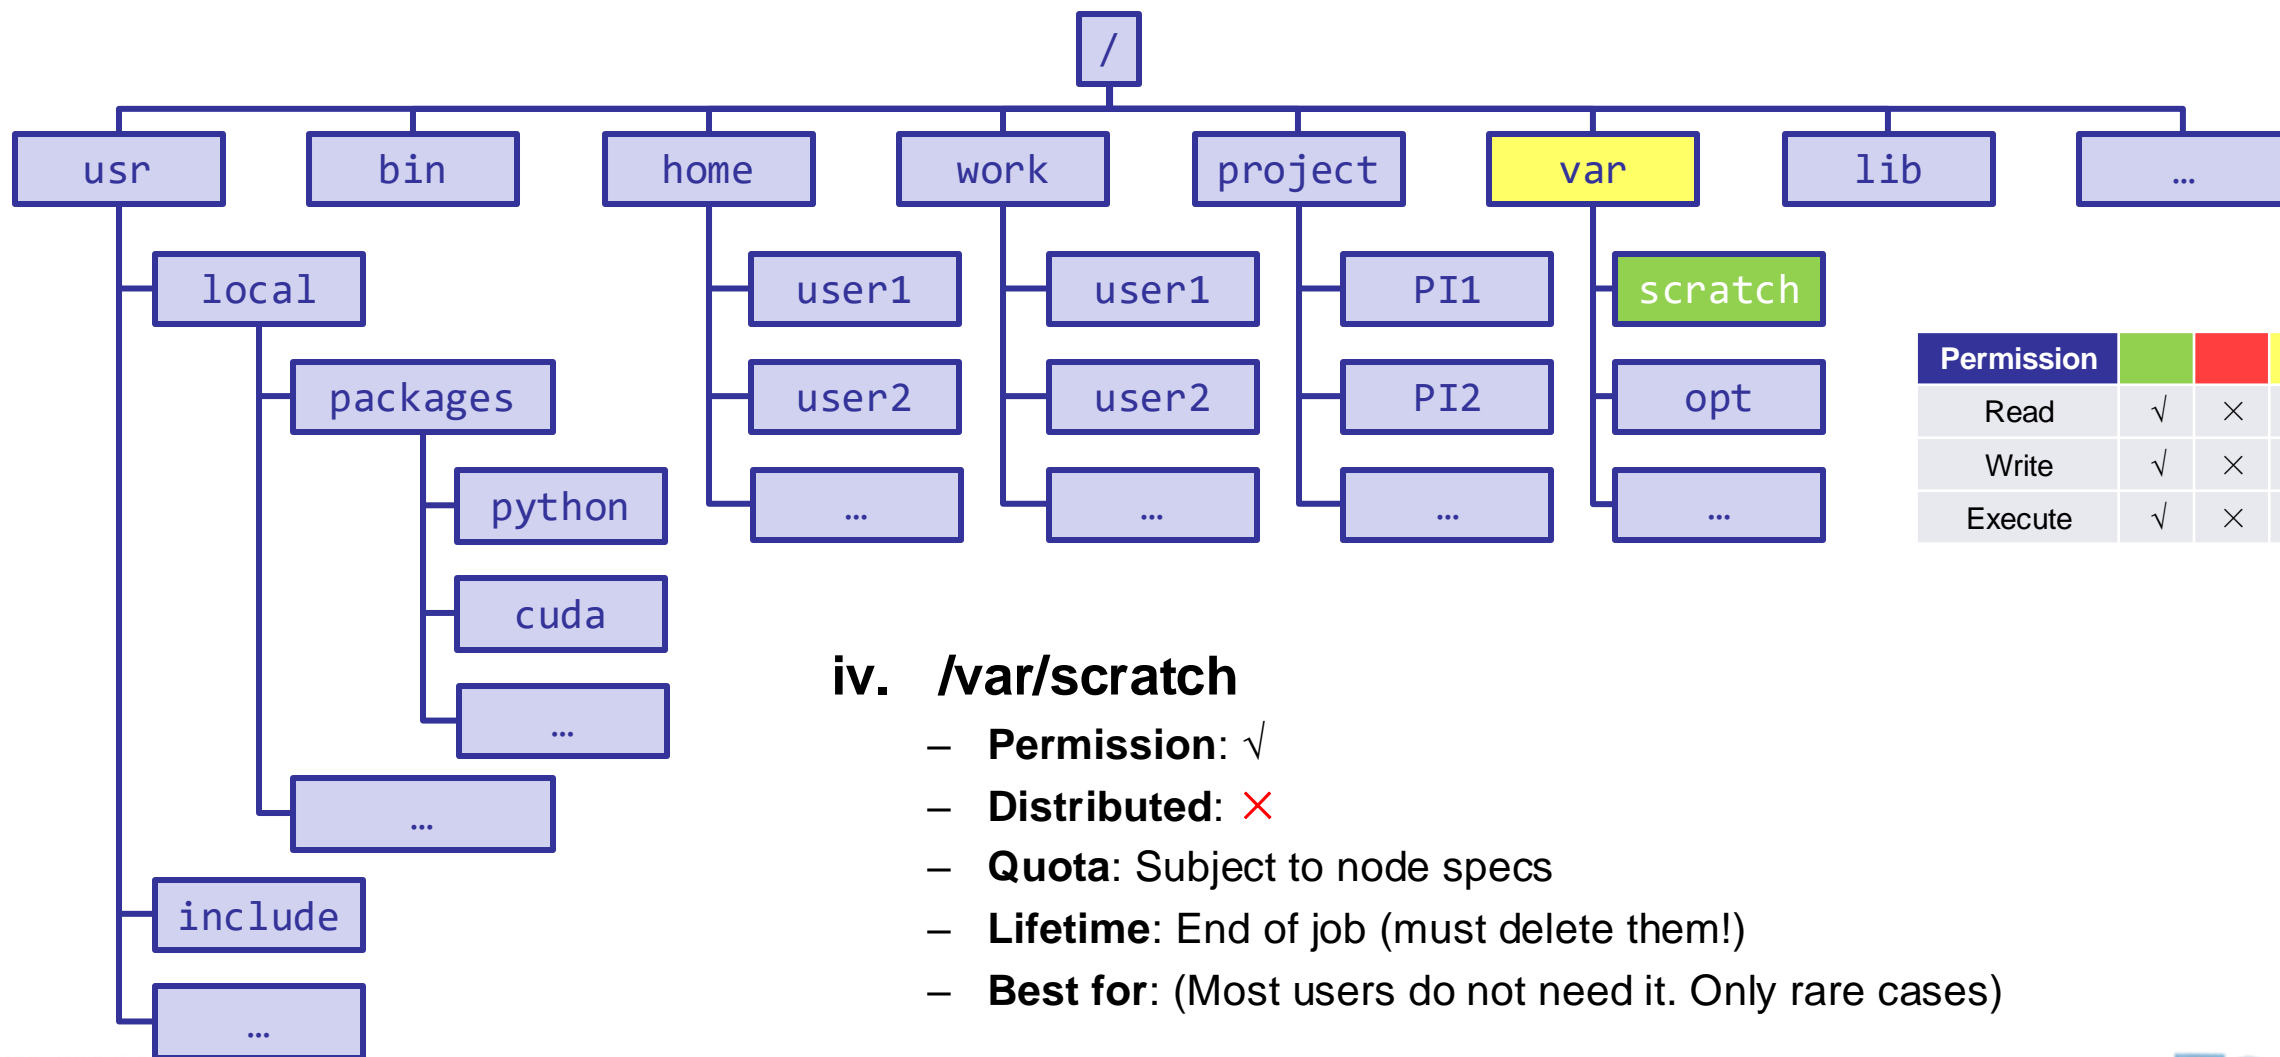 /
usr bin home work project var lib …
local user1 user1 PI1 scratch
Permission
packages user2 user2 PI2 opt
Read √ ×
Write √ ×
python … … … …
Execute √ ×
cuda
iv. /var/scratch
…
– Permission: √
– Distributed: ×
…
– Quota: Subject to node specs
include
– Lifetime: End of job (must delete them!)
– Best for: (Most users do not need it. Only rare cases)
…